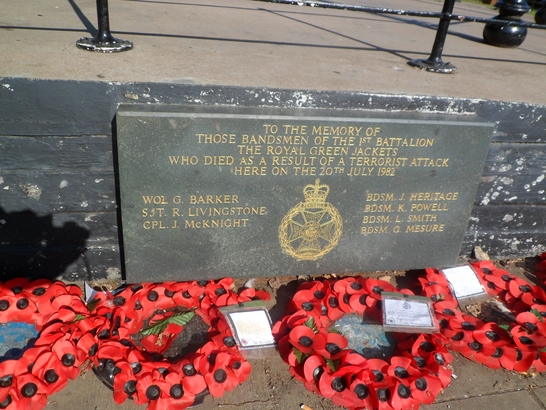 TO THE MEMORY OF
THOSE BANDSMEN OF THE 1ST BATTALION
THE ROYAL GREEN JACKETS
WHO DIED AS A RESULT OF A TERRORIST ATTACK
HERE ON THE 20TH JULY 1982
WO2 G. BARKER
SJT R. LIVINGSTONE
CPL. J. MCKNIGHT
BDSM. J. HERITAGE
BDSM. K. POWELL
BDSM. L. SMITH
BDSM. G. MESURE